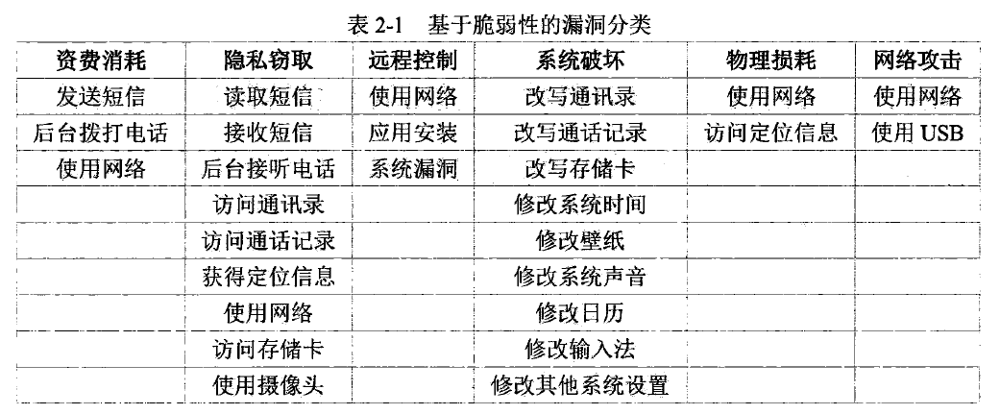 表 2-1 基于脆弱性的漏洞分类
资费消耗 隐私窃取 远程控制 系统破坏 物理损耗 网络攻击
发送短信 读取短信 使用网络 改写通讯录 使用网络 使用网络
后台拨打电话 接收短信 应用安装 改写通话记录 访问定位信息 使用 USB
使用网络 后台接听电话 系统漏洞 改写存储卡
访问通讯录 修改系统时间
访问通话记录 修改壁纸
获得定位信息 修改系统声音
使用网络 修改日历
访问存储卡 修改输入法
使用摄像头 修改其他系统设置